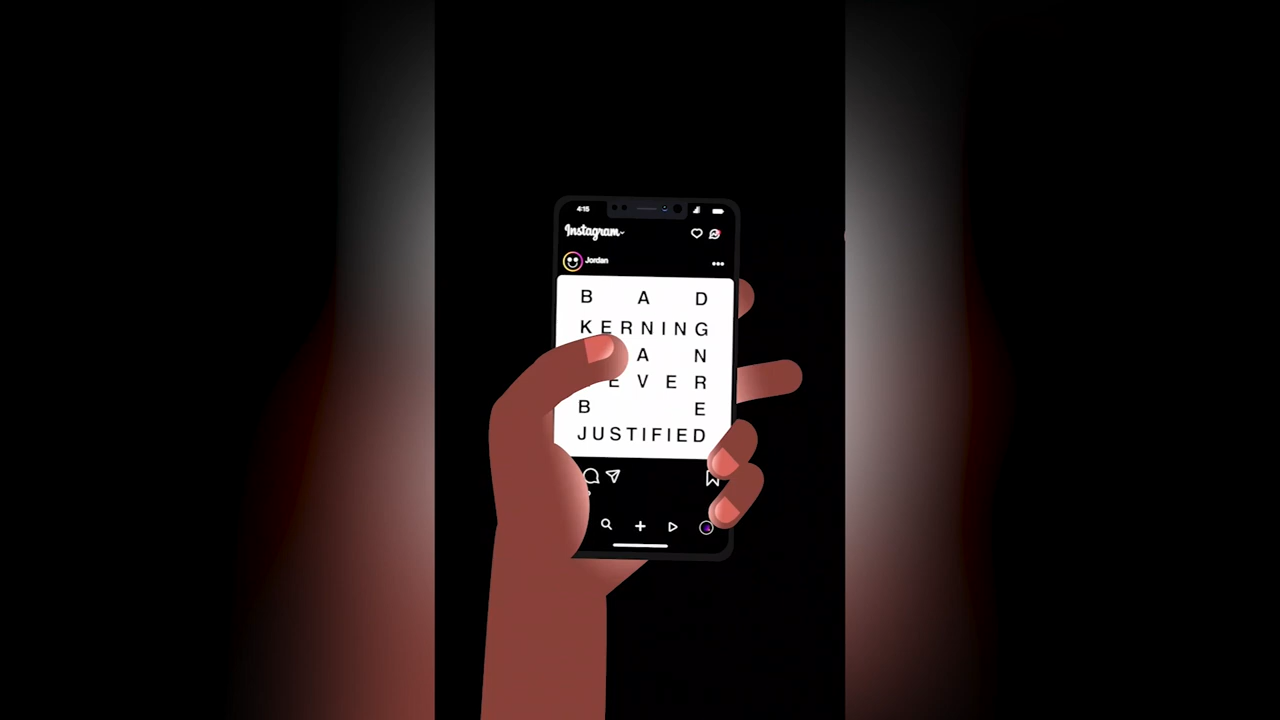 4:15
Instagram
Jordan
B A D
KERNING
A N
E V E R
B E
JUSTIFIED